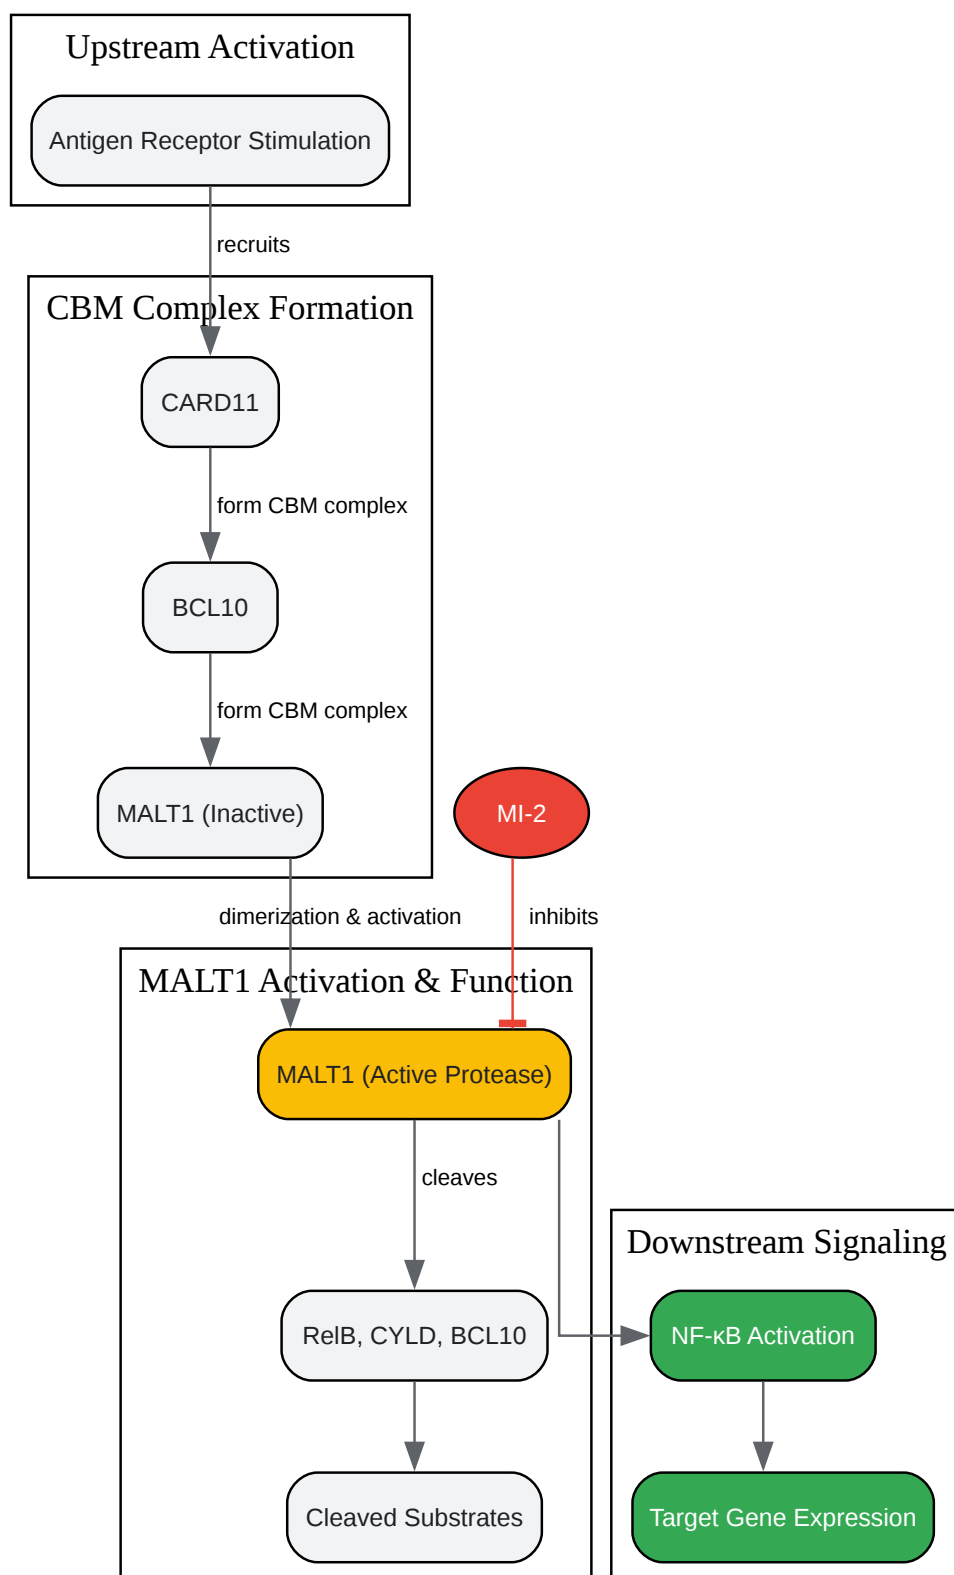 Upstream Activation
Antigen Receptor Stimulation
recruits
CBM Complex Formation
CARD11
form CBM complex
BCL10
form CBM complex
MALT1 (Inactive)
MI-2
dimerization & activation
inhibits
MALT1 Activation & Function
MALT1 (Active Protease)
cleaves
Downstream Signaling
RelB, CYLD, BCL10
NF-κB Activation
Cleaved Substrates
Target Gene Expression